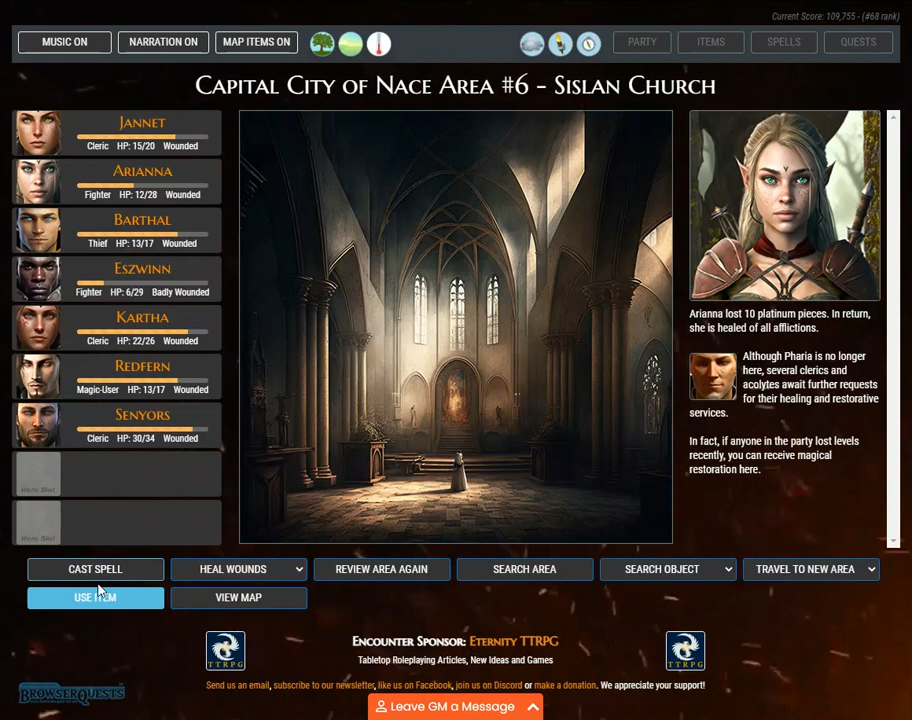 Current Score: 109,755 - (#68 rank)
MUSIC ON
NARRATION ON
MAP ITEMS ON
PARTY
ITEMS
SPELLS
QUESTS
Capital City of Nace Area #6 - Sislan Church
Jannet
Cleric HP: 15/20 Wounded
Arianna
Fighter HP: 12/28 Wounded
Barthal
Thief HP: 13/17 Wounded
Eszwinn
Fighter HP: 6/29 Badly Wounded
Kartha
Cleric HP: 22/26 Wounded
Redfern
Magic-User HP: 13/17 Wounded
Senyors
Cleric HP: 30/34 Wounded
Hero Slot
Hero Slot
Arianna lost 10 platinum pieces. In return,
she is healed of all afflictions.
Although Pharia is no longer
here, several clerics and
acolytes await further requests
for their healing and restorative
services.
In fact, if anyone in the party lost levels
recently, you can receive magical
restoration here.
CAST SPELL
HEAL WOUNDS
REVIEW AREA AGAIN
SEARCH AREA
SEARCH OBJECT
TRAVEL TO NEW AREA
USE ITEM
VIEW MAP
Encounter Sponsor: Eternity TTRPG
Tabletop Roleplaying Articles, New Ideas and Games
TTRPG
TTRPG
Send us an email, subscribe to our newsletter, like us on Facebook, join us on Discord or make a donation. We appreciate your support!
BrowserQuests
Leave GM a Message